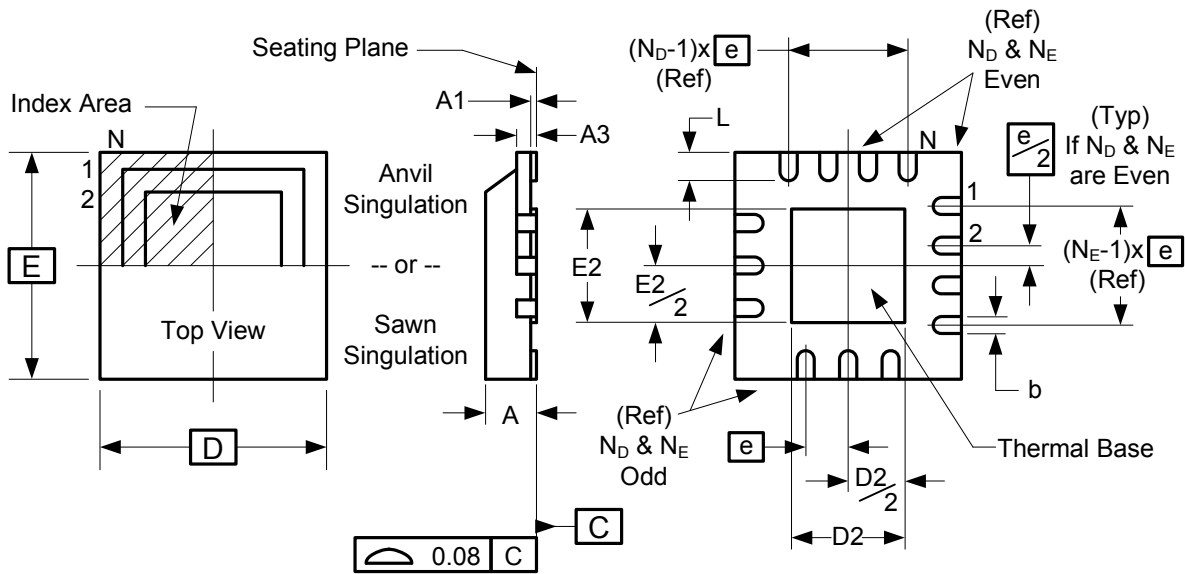 Seating Plane
Index Area
N
1
2
E
Top View
D
Anvil
Singulation
-- or --
Sawn
Singulation
A1
A3
A
0.08 C
C
(N_D-1)x e
(Ref)
L
E2
E2/2
(Ref)
N_D & N_E
Even
N
e/2
(Typ)
If N_D & N_E
are Even
1
2
(N_E-1)x e
(Ref)
b
Thermal Base
(Ref)
N_D & N_E
Odd
e
D2/2
D2